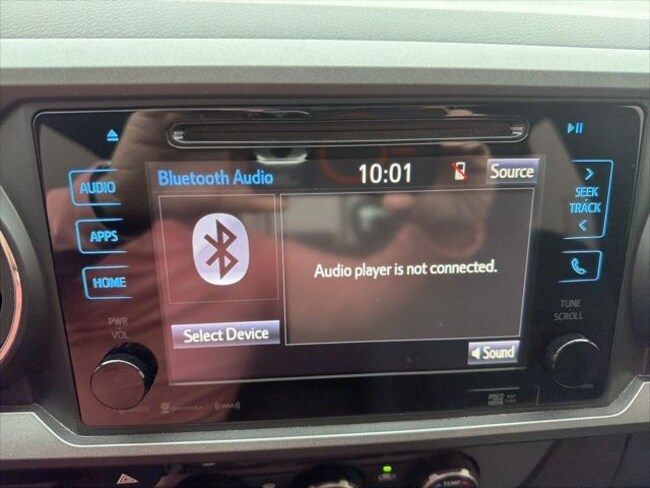 Bluetooth Audio
10:01
Source
AUDIO
APPS
HOME
Audio player is not connected.
Select Device
Sound
SEEK
TRACK
PWR
VOL
TUNE
SCROLL
TEMP